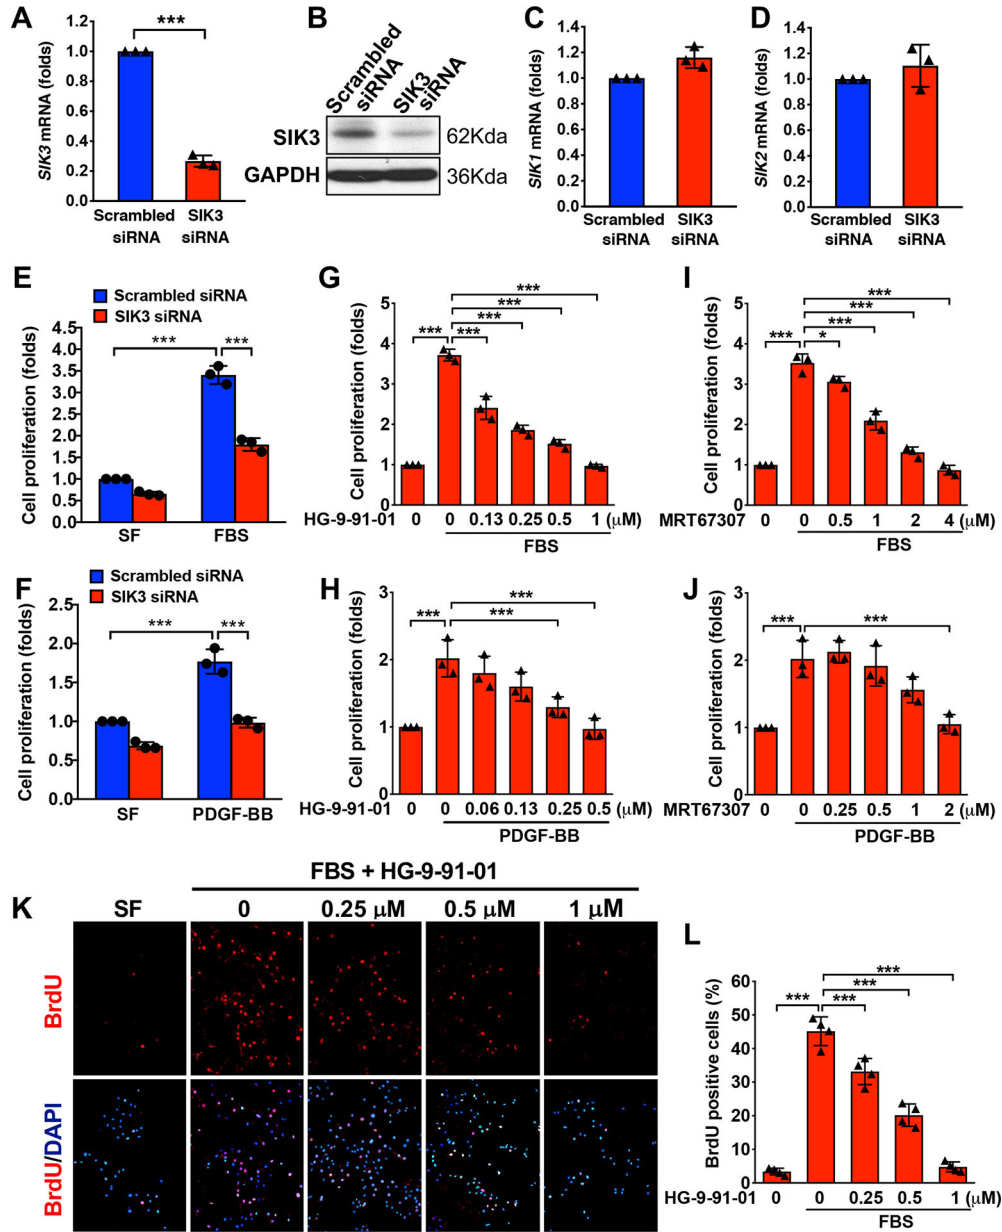 A
***
SIK3 mRNA (folds)
1.2
1.0
0.8
0.6
0.4
0.2
0
Scrambled siRNA
SIK3 siRNA
B
Scrambled siRNA
SIK3 siRNA
SIK3
62Kda
GAPDH
36Kda
C
SIK1 mRNA (folds)
1.4
1.2
1.0
0.8
0.6
0.4
0.2
0.0
Scrambled siRNA
SIK3 siRNA
D
SIK2 mRNA (folds)
1.4
1.2
1.0
0.8
0.6
0.4
0.2
0.0
Scrambled siRNA
SIK3 siRNA
E
Scrambled siRNA
SIK3 siRNA
*** ***
Cell proliferation (folds)
4.5
4.0
3.5
3.0
2.5
2.0
1.5
1.0
0.5
0.0
SF FBS
G
***
***
***
*** ***
Cell proliferation (folds)
5
4
3
2
1
0
HG-9-91-01 0 0 0.13 0.25 0.5 1 (μM)
FBS
I
***
***
***
*** *
Cell proliferation (folds)
5
4
3
2
1
0
MRT67307 0 0 0.5 1 2 4 (μM)
FBS
F
Scrambled siRNA
SIK3 siRNA
*** ***
Cell proliferation (folds)
2.5
2.0
1.5
1.0
0.5
0.0
SF PDGF-BB
H
***
*** ***
Cell proliferation (folds)
3
2
1
0
HG-9-91-01 0 0 0.06 0.13 0.25 0.5 (μM)
PDGF-BB
J
*** ***
Cell proliferation (folds)
3
2
1
0
MRT67307 0 0 0.25 0.5 1 2 (μM)
PDGF-BB
K
FBS + HG-9-91-01
SF 0 0.25 μM 0.5 μM 1 μM
BrdU
BrdU/DAPI
L
***
***
*** ***
BrdU positive cells (%)
60
50
40
30
20
10
0
HG-9-91-01 0 0 0.25 0.5 1 (μM)
FBS